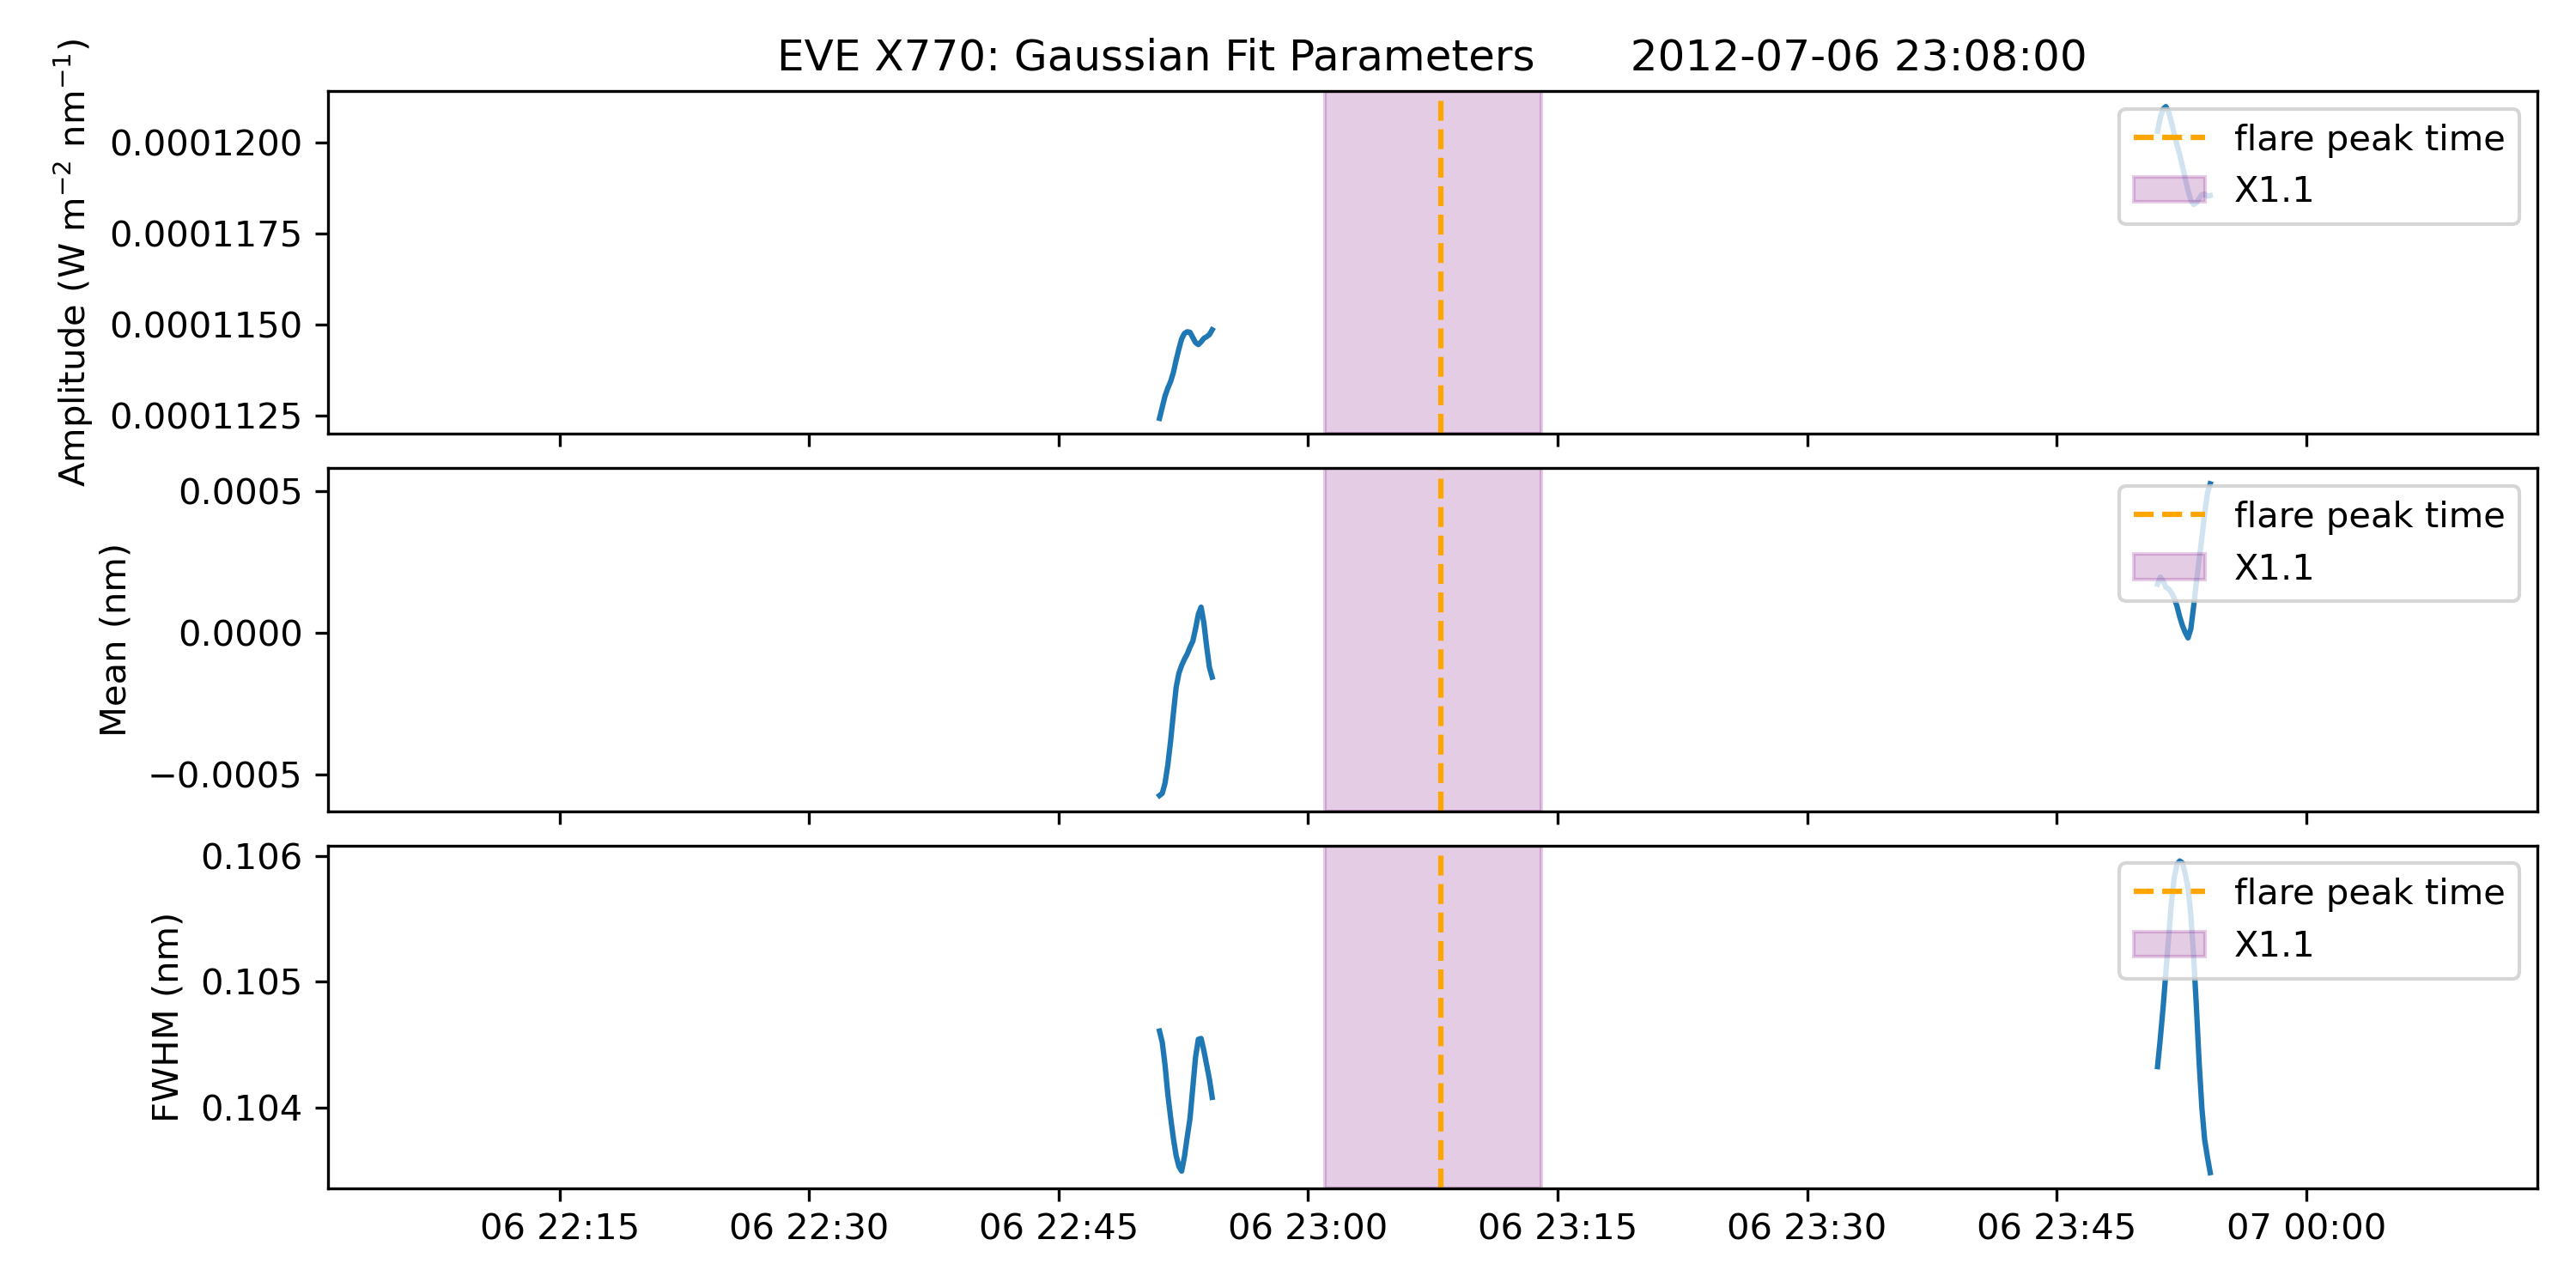 EVE X770: Gaussian Fit Parameters 2012-07-06 23:08:00
Amplitude (W m⁻² nm⁻¹)
0.0001200
0.0001175
0.0001150
0.0001125
flare peak time
X1.1
Mean (nm)
0.0005
0.0000
−0.0005
flare peak time
X1.1
FWHM (nm)
0.106
0.105
0.104
flare peak time
X1.1
06 22:15 06 22:30 06 22:45 06 23:00 06 23:15 06 23:30 06 23:45 07 00:00